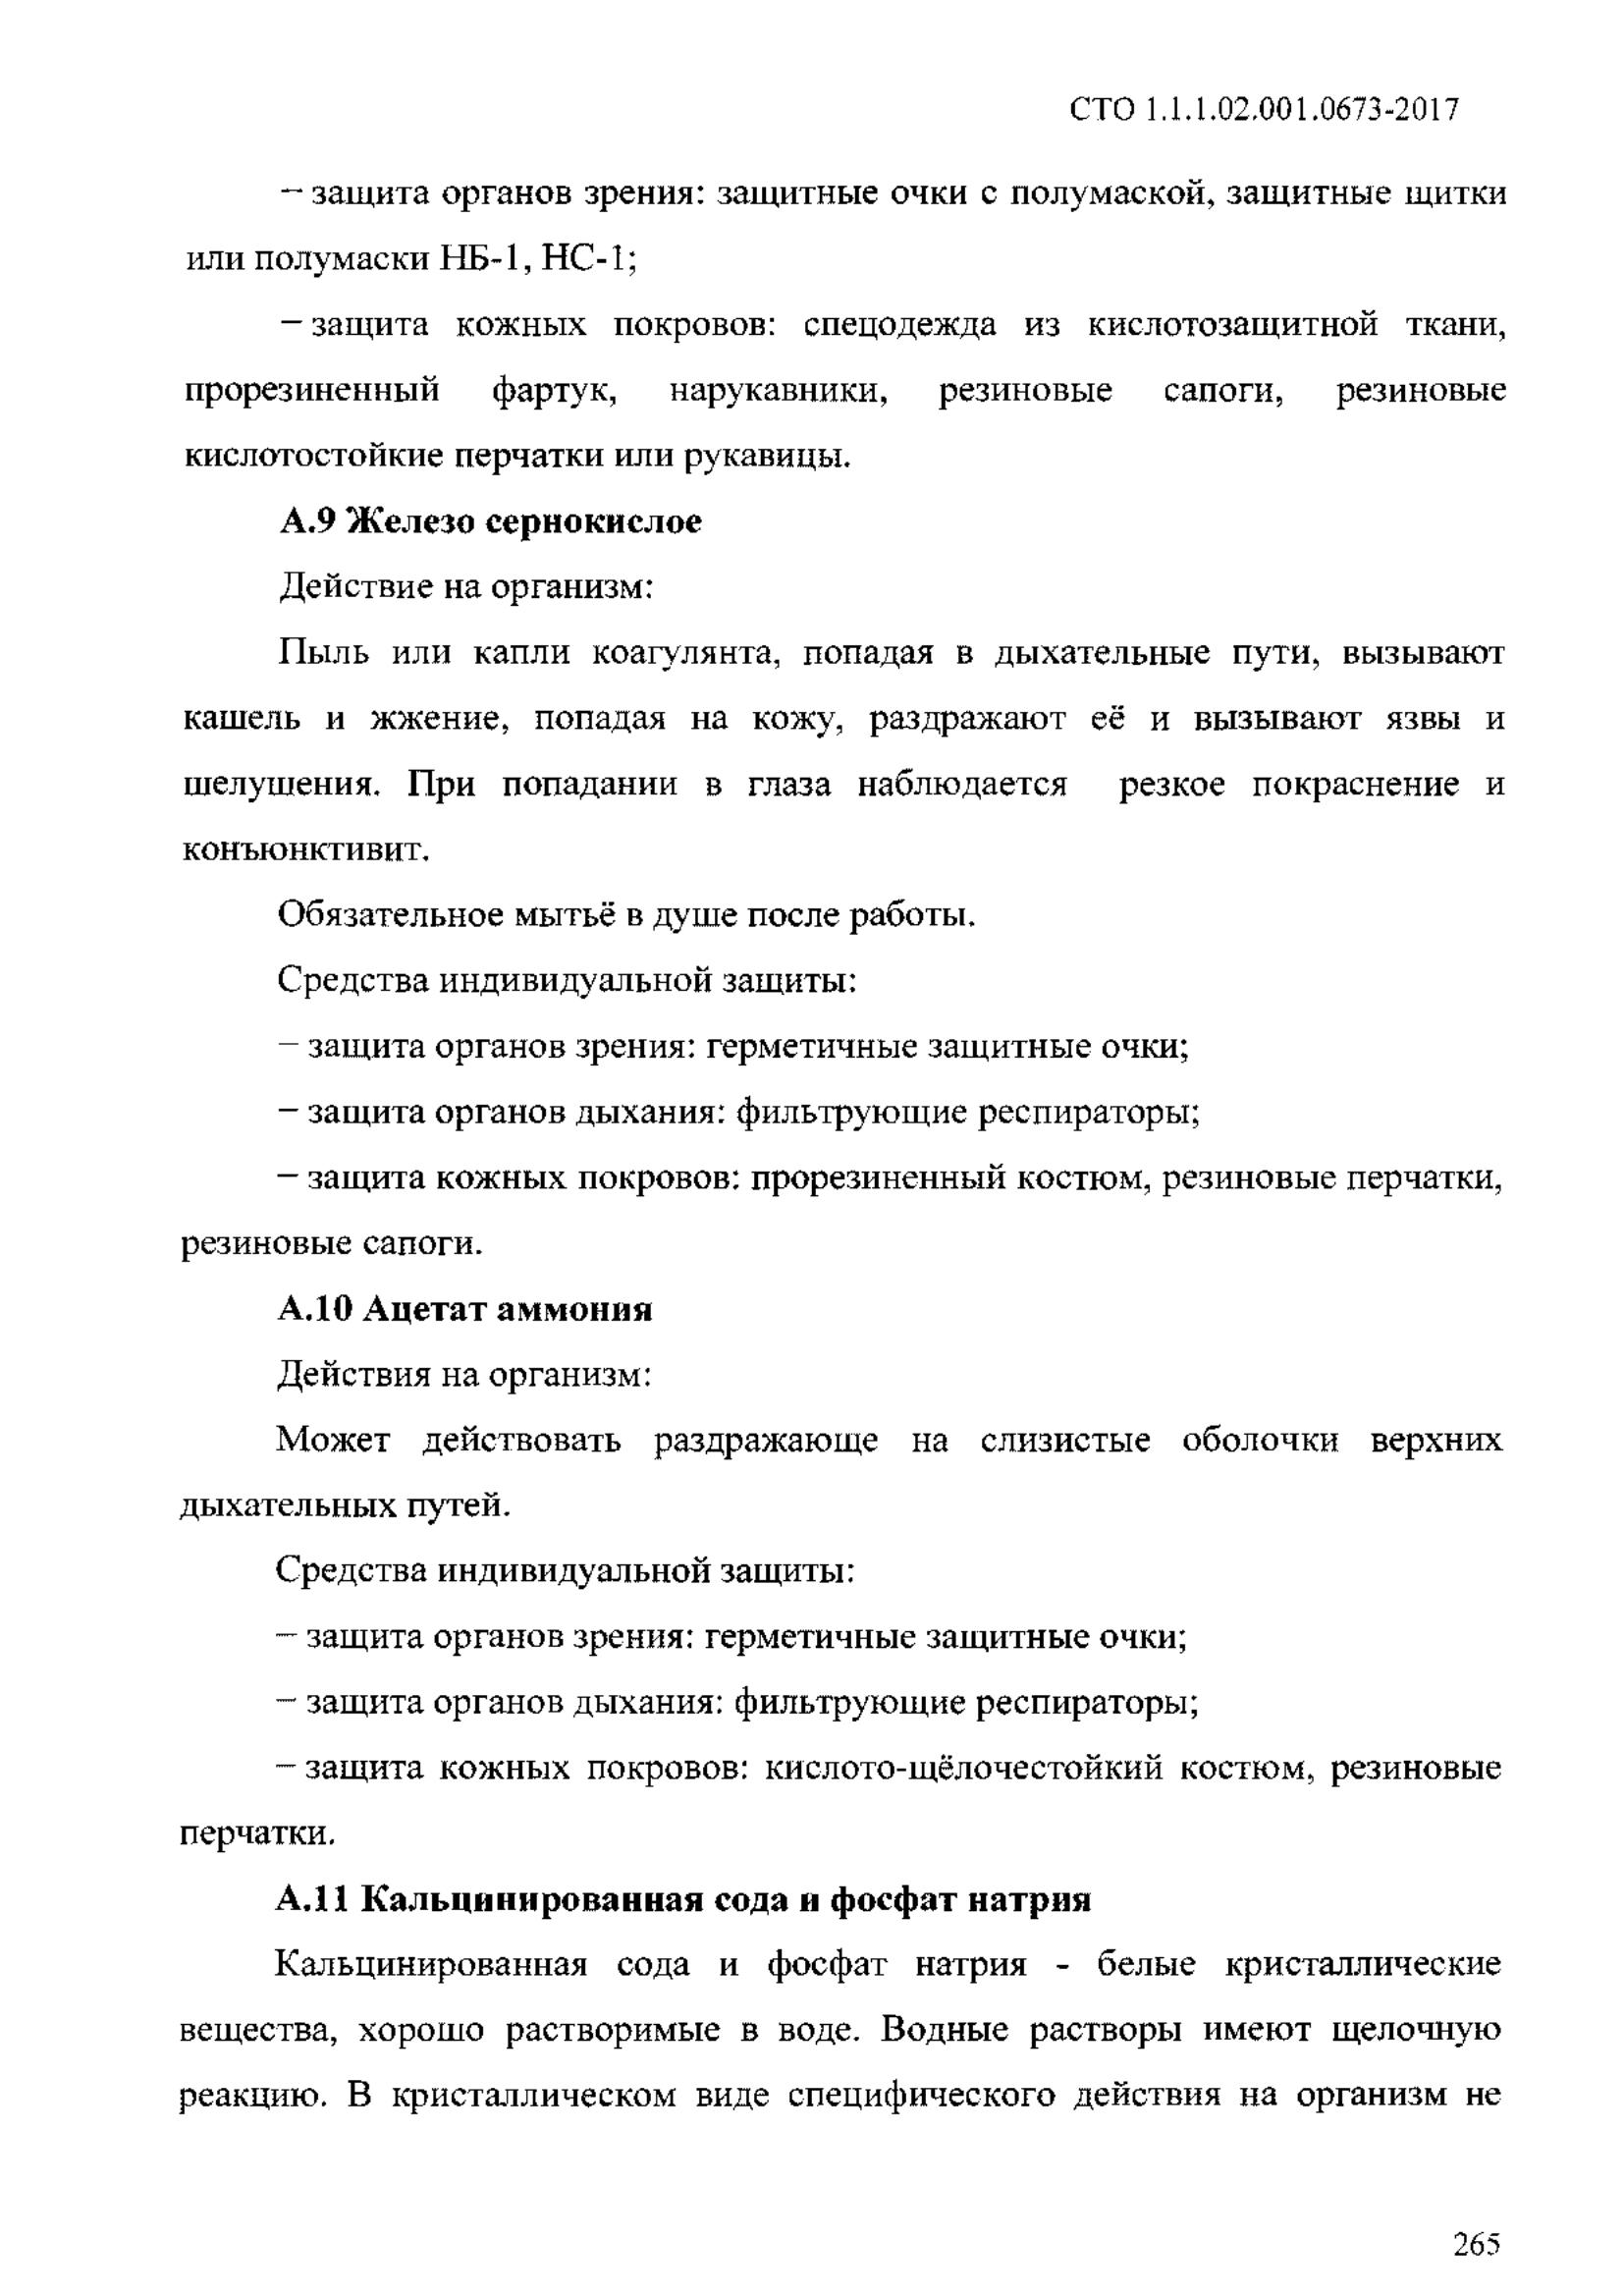 СТО 1.1.1.02.001.0673-2017
– защита органов зрения: защитные очки с полумаской, защитные щитки
или полумаски НБ-1, НС-1;
– защита кожных покровов: спецодежда из кислотозащитной ткани,
прорезиненный фартук, нарукавники, резиновые сапоги, резиновые
кислотостойкие перчатки или рукавицы.
А.9 Железо сернокислое
Действие на организм:
Пыль или капли коагулянта, попадая в дыхательные пути, вызывают
кашель и жжение, попадая на кожу, раздражают её и вызывают язвы и
шелушения. При попадании в глаза наблюдается резкое покраснение и
конъюнктивит.
Обязательное мытьё в душе после работы.
Средства индивидуальной защиты:
– защита органов зрения: герметичные защитные очки;
– защита органов дыхания: фильтрующие респираторы;
– защита кожных покровов: прорезиненный костюм, резиновые перчатки,
резиновые сапоги.
А.10 Ацетат аммония
Действия на организм:
Может действовать раздражающе на слизистые оболочки верхних
дыхательных путей.
Средства индивидуальной защиты:
– защита органов зрения: герметичные защитные очки;
– защита органов дыхания: фильтрующие респираторы;
– защита кожных покровов: кислото-щёлочестойкий костюм, резиновые
перчатки.
А.11 Кальцинированная сода и фосфат натрия
Кальцинированная сода и фосфат натрия - белые кристаллические
вещества, хорошо растворимые в воде. Водные растворы имеют щелочную
реакцию. В кристаллическом виде специфического действия на организм не
265